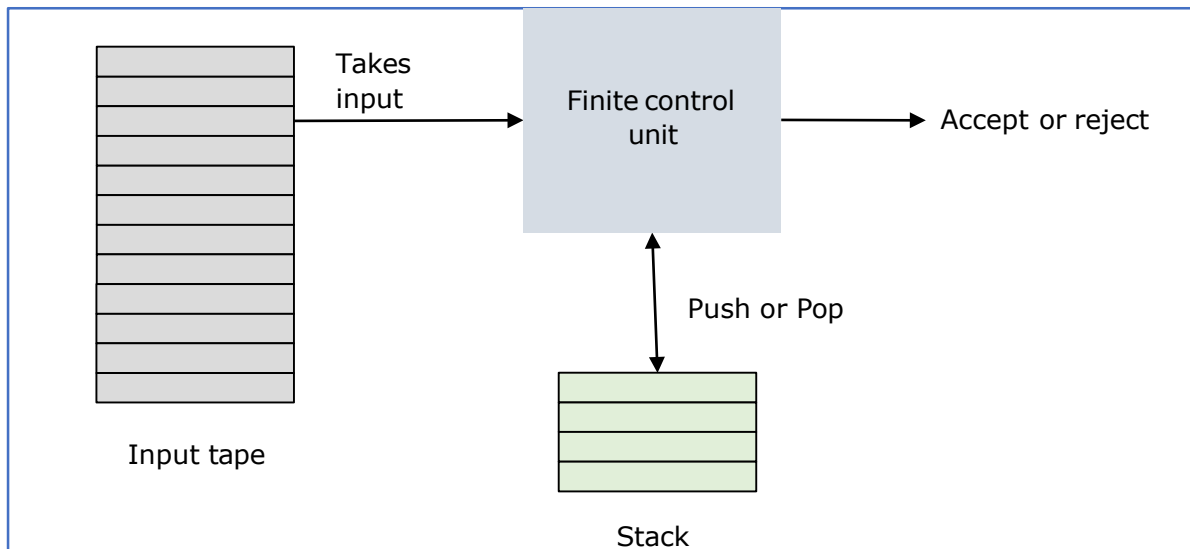 Takes
input
Finite control
unit
Accept or reject
Push or Pop
Input tape
Stack